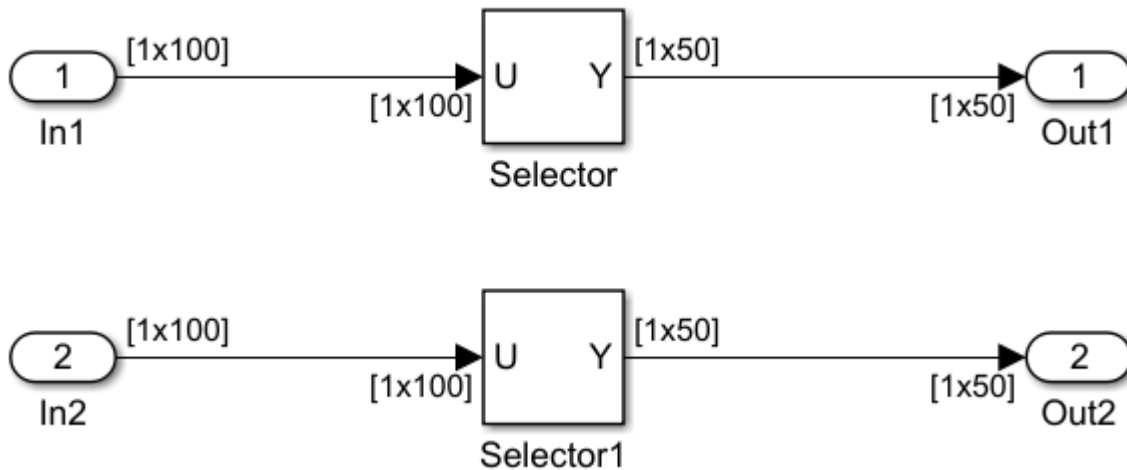 [1x100] [1x50]
1 U Y 1
[1x100] [1x50]
In1 Out1
Selector
[1x100] [1x50]
2 U Y 2
[1x100] [1x50]
In2 Out2
Selector1